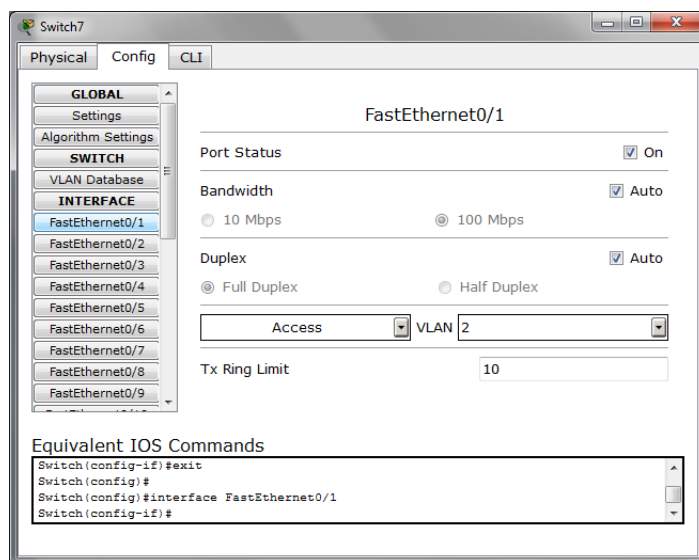 Switch7
Physical Config CLI
GLOBAL
Settings
Algorithm Settings
SWITCH
VLAN Database
INTERFACE
FastEthernet0/1
FastEthernet0/2
FastEthernet0/3
FastEthernet0/4
FastEthernet0/5
FastEthernet0/6
FastEthernet0/7
FastEthernet0/8
FastEthernet0/9
FastEthernet0/1
Port Status On
Bandwidth Auto
10 Mbps 100 Mbps
Duplex Auto
Full Duplex Half Duplex
Access VLAN 2
Tx Ring Limit 10
Equivalent IOS Commands
Switch(config-if)#exit
Switch(config)#
Switch(config)#interface FastEthernet0/1
Switch(config-if)#